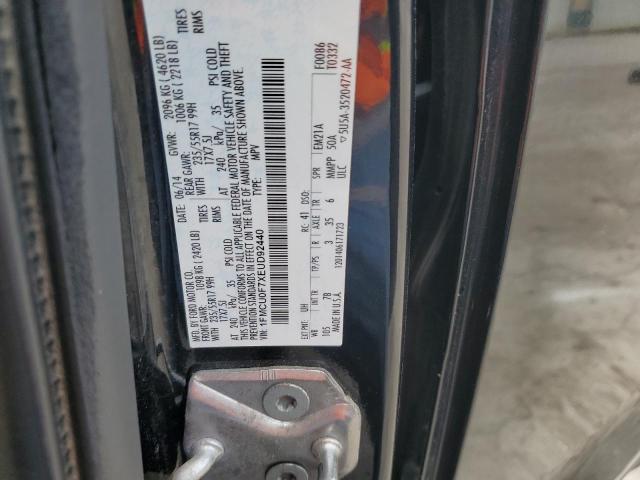 MFD. BY FORD MOTOR CO.
DATE: 06/14 GVWR: 2096 KG ( 4620 LB)
FRONT GAWR: 1098 KG ( 2420 LB)
REAR GAWR: 1006 KG ( 2218 LB)
235/55R17 99H TIRES WITH 235/55R17 99H TIRES
17X7.5J RIMS 17X7.5J RIMS
AT 240 kPa/ 35 PSI COLD AT 240 kPa/ 35 PSI COLD
THIS VEHICLE CONFORMS TO ALL APPLICABLE FEDERAL MOTOR VEHICLE SAFETY AND THEFT
PREVENTION STANDARDS IN EFFECT ON THE DATE OF MANUFACTURE SHOWN ABOVE.
VIN: 1FMCU0F7XEUD92440 TYPE: MPV
F0086
T0332
EXT PNT: UH RC: 41 DSO:
WB INT TR TP/PS R AXLE TR SPR EM21A
105 7B 3 35 6 MMPP 50A
ULC
MADE IN U.S.A. 1201406171723
5U5A-3520472-AA